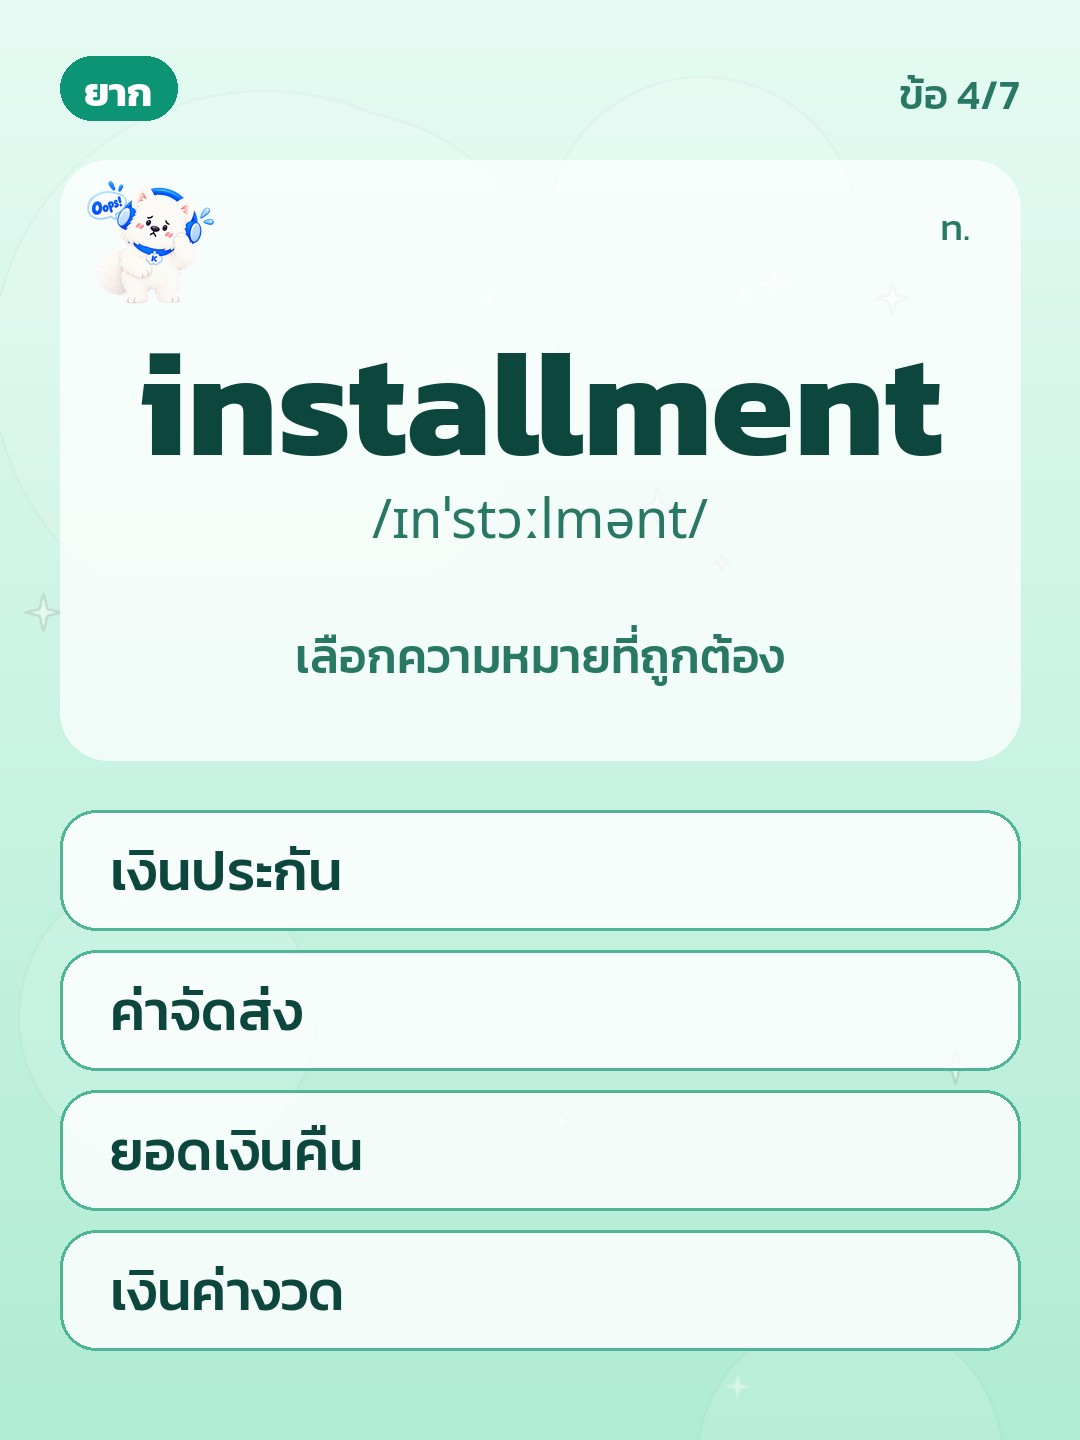 ยาก
ข้อ 4/7
Oops!
K
n.
installment
/ɪnˈstɔːlmənt/
เลือกความหมายที่ถูกต้อง
เงินประกัน
ค่าจัดส่ง
ยอดเงินคืน
เงินค่างวด